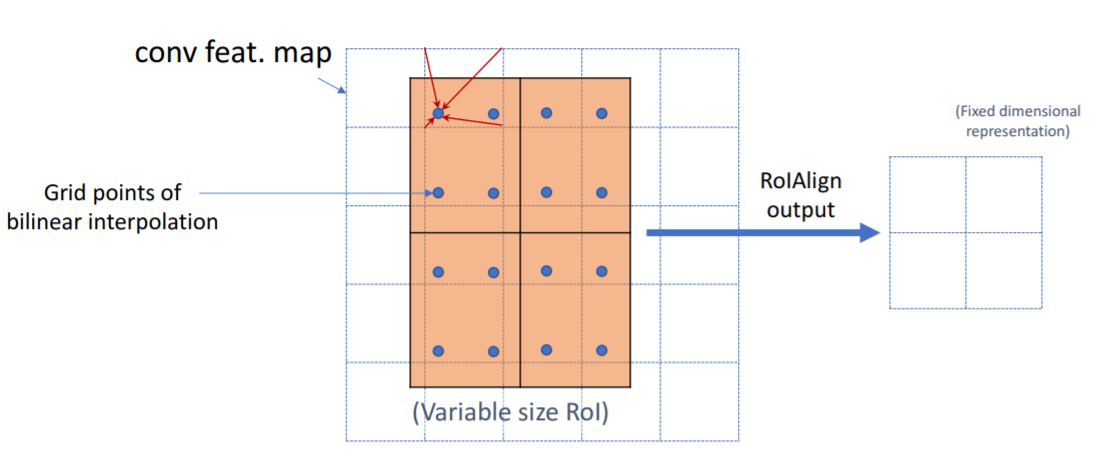 conv feat. map
(Fixed dimensional
representation)
Grid points of
bilinear interpolation
RoIAlign
output
(Variable size RoI)